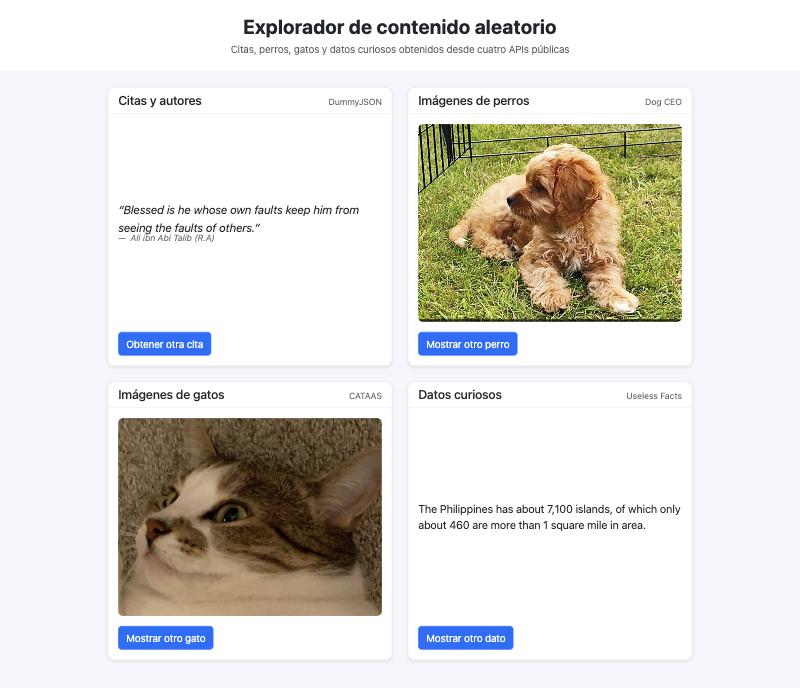 Explorador de contenido aleatorio
Citas, perros, gatos y datos curiosos obtenidos desde cuatro APIs públicas
Citas y autores
DummyJSON
“Blessed is he whose own faults keep him from
seeing the faults of others.”
— Ali ibn Abi Talib (R.A)
Obtener otra cita
Imágenes de perros
Dog CEO
Mostrar otro perro
Imágenes de gatos
CATAAS
Mostrar otro gato
Datos curiosos
Useless Facts
The Philippines has about 7,100 islands, of which only
about 460 are more than 1 square mile in area.
Mostrar otro dato